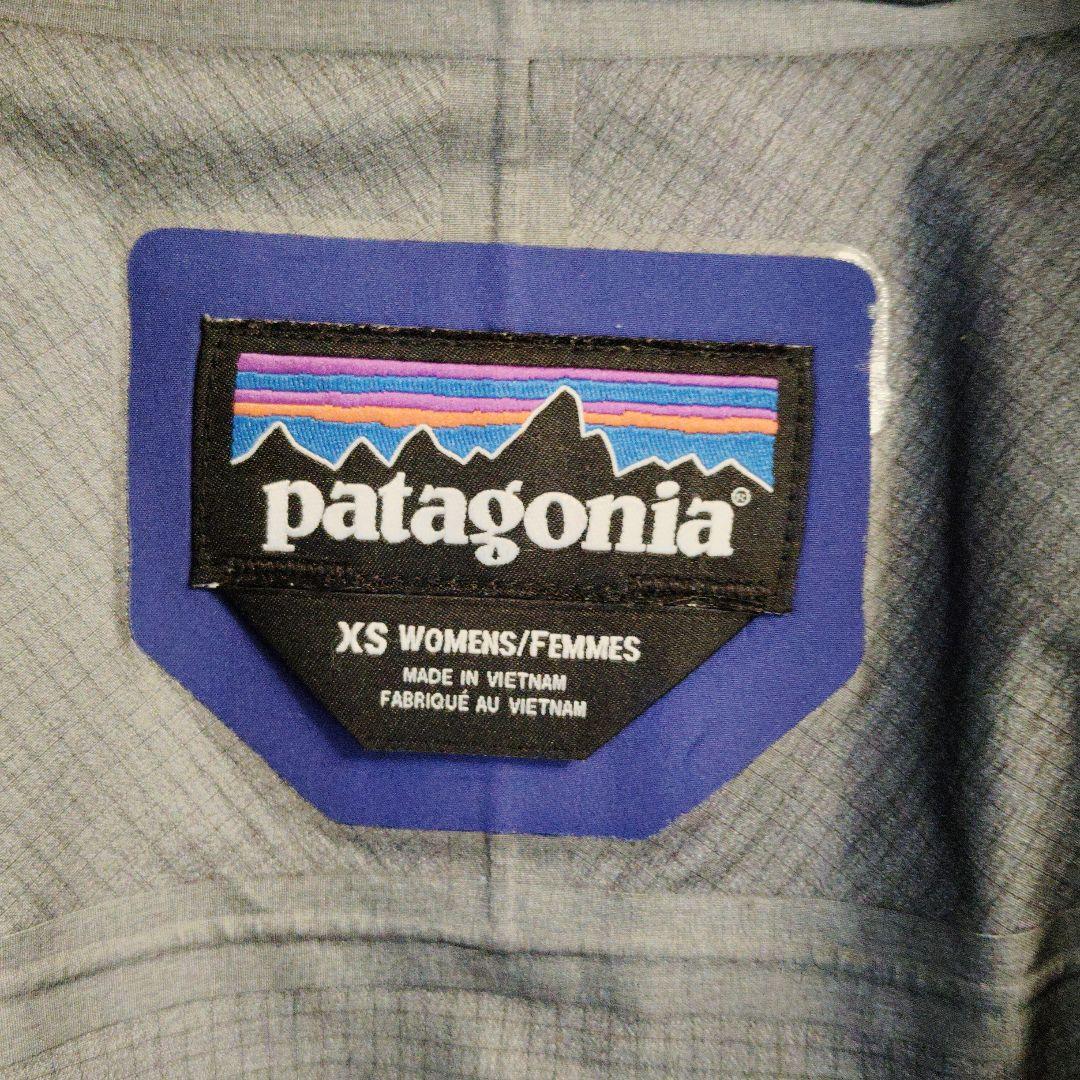 patagonia®
XS WOMENS/FEMMES
MADE IN VIETNAM
FABRIQUÉ AU VIETNAM